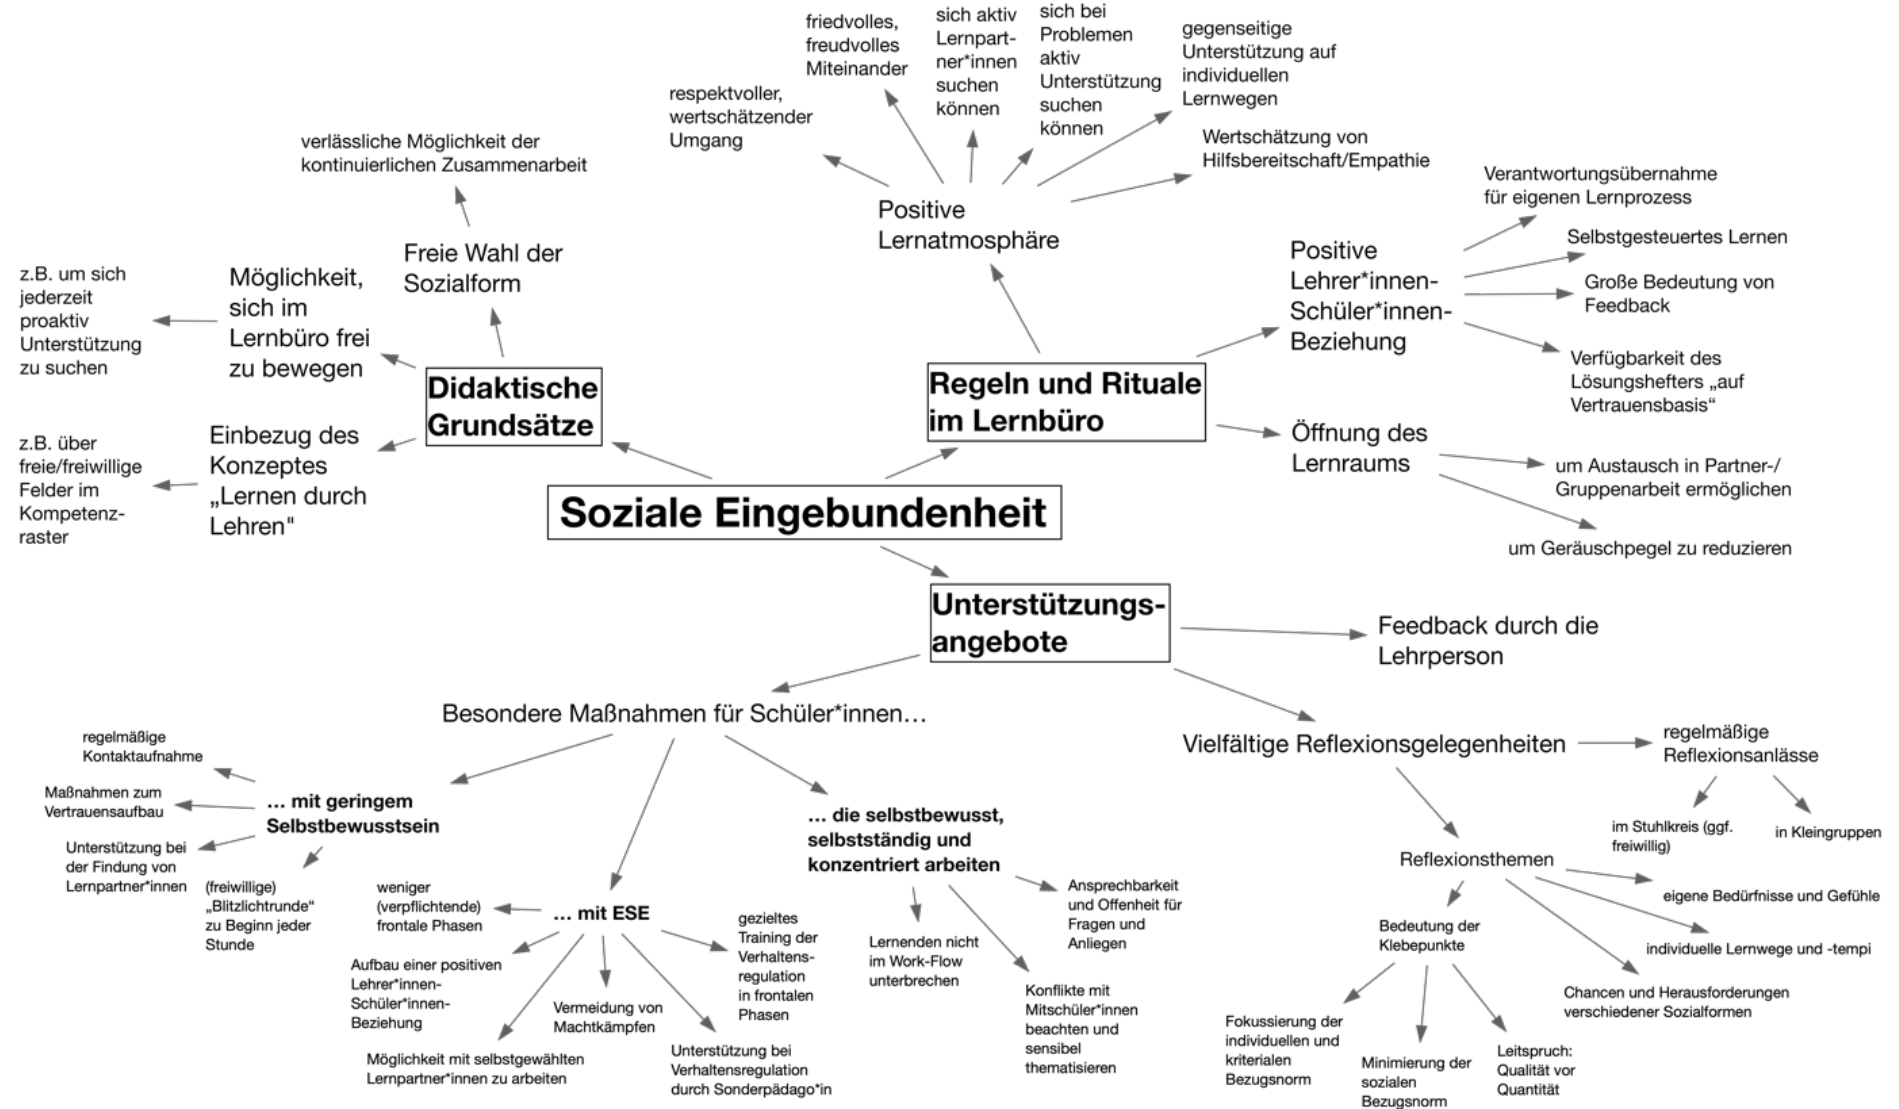 friedvolles,
freudvolles
Miteinander
sich aktiv
Lernpart-
ner*innen
suchen
können
sich bei
Problemen
aktiv
Unterstützung
suchen
können
gegenseitige
Unterstützung auf
individuellen
Lernwegen
respektvoller,
wertschätzender
Umgang
Wertschätzung von
Hilfsbereitschaft/Empathie
verlässliche Möglichkeit der
kontinuierlichen Zusammenarbeit
Positive
Lernatmosphäre
Verantwortungsübernahme
für eigenen Lernprozess
Selbstgesteuertes Lernen
Große Bedeutung von
Feedback
Verfügbarkeit des
Lösungshefters „auf
Vertrauensbasis“
Positive
Lehrer*innen-
Schüler*innen-
Beziehung
Freie Wahl der
Sozialform
Möglichkeit,
sich im
Lernbüro frei
zu bewegen
z.B. um sich
jederzeit
proaktiv
Unterstützung
zu suchen
Didaktische
Grundsätze
Regeln und Rituale
im Lernbüro
Öffnung des
Lernraums
um Austausch in Partner-/
Gruppenarbeit ermöglichen
um Geräuschpegel zu reduzieren
Einbezug des
Konzeptes
„Lernen durch
Lehren"
z.B. über
freie/freiwillige
Felder im
Kompetenz-
raster
Soziale Eingebundenheit
Unterstützungs-
angebote
Feedback durch die
Lehrperson
Besondere Maßnahmen für Schüler*innen…
Vielfältige Reflexionsgelegenheiten
regelmäßige
Reflexionsanlässe
im Stuhlkreis (ggf.
freiwillig)
in Kleingruppen
regelmäßige
Kontaktaufnahme
Maßnahmen zum
Vertrauensaufbau
Unterstützung bei
der Findung von
Lernpartner*innen
(freiwillige)
„Blitzlichtrunde“
zu Beginn jeder
Stunde
… mit geringem
Selbstbewusstsein
… die selbstbewusst,
selbstständig und
konzentriert arbeiten
Reflexionsthemen
eigene Bedürfnisse und Gefühle
individuelle Lernwege und -tempi
Chancen und Herausforderungen
verschiedener Sozialformen
Bedeutung der
Klebepunkte
weniger
(verpflichtende)
frontale Phasen
… mit ESE
gezieltes
Training der
Verhaltens-
regulation
in frontalen
Phasen
Aufbau einer positiven
Lehrer*innen-
Schüler*innen-
Beziehung
Vermeidung von
Machtkämpfen
Möglichkeit mit selbstgewählten
Lernpartner*innen zu arbeiten
Unterstützung bei
Verhaltensregulation
durch Sonderpädago*in
Lernenden nicht
im Work-Flow
unterbrechen
Ansprechbarkeit
und Offenheit für
Fragen und
Anliegen
Konflikte mit
Mitschüler*innen
beachten und
sensibel
thematisieren
Fokussierung der
individuellen und
kriterialen
Bezugsnorm
Minimierung der
sozialen
Bezugsnorm
Leitspruch:
Qualität vor
Quantität